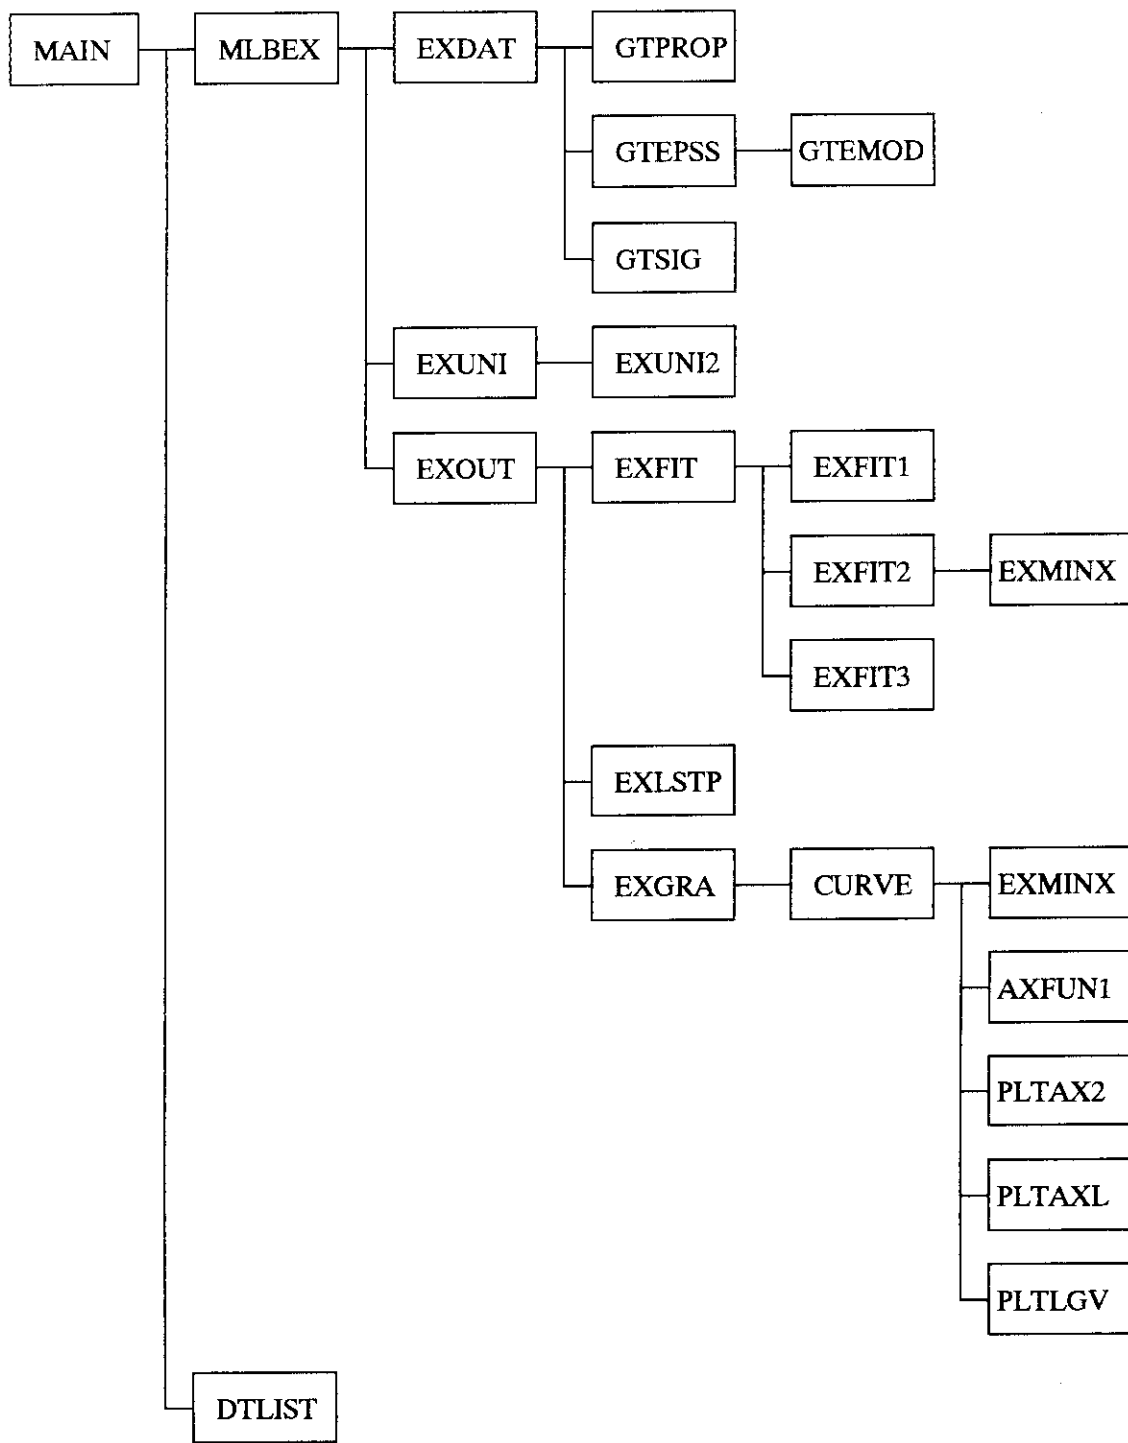 MAIN
MLBEX
EXDAT
GTPROP
GTEPSS
GTEMOD
GTSIG
EXUNI
EXUNI2
EXOUT
EXFIT
EXFIT1
EXFIT2
EXMINX
EXFIT3
EXLSTP
EXGRA
CURVE
EXMINX
AXFUN1
PLTAX2
PLTAXL
PLTLGV
DTLIST